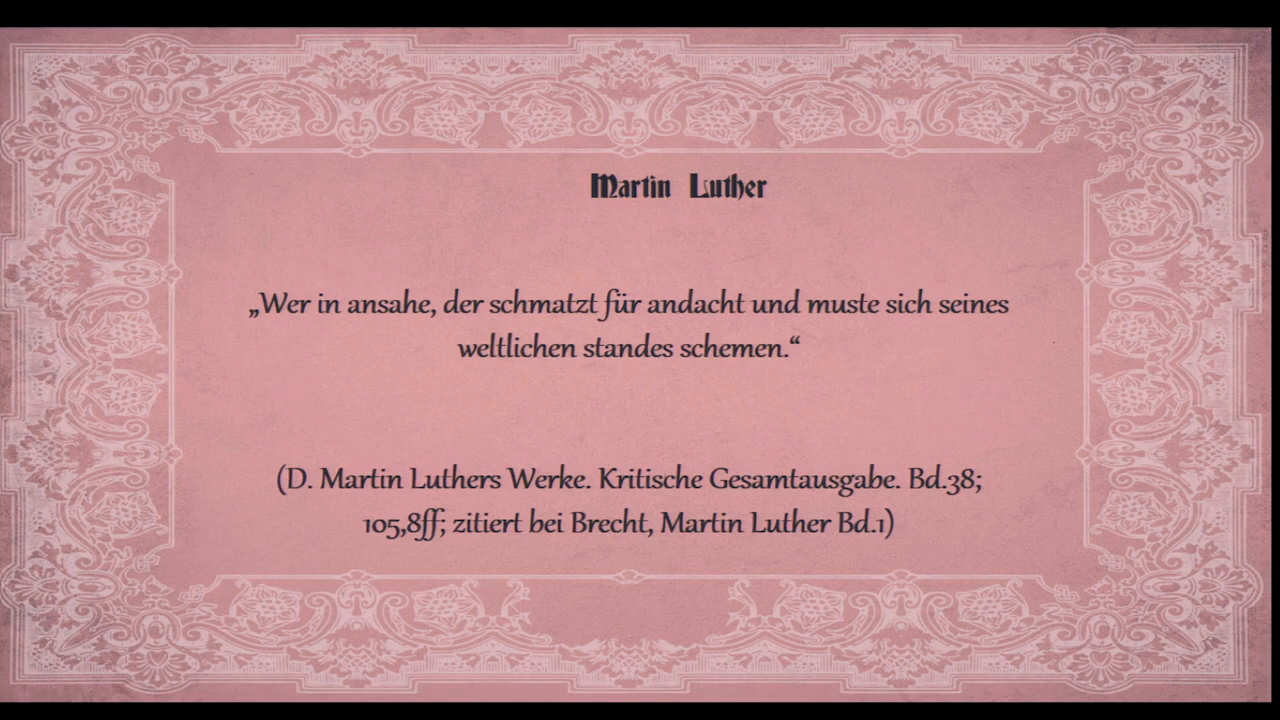 Martin Luther
„Wer in ansahe, der schmatzt für andacht und muste sich seines
weltlichen standes schemen.“
(D. Martin Luthers Werke. Kritische Gesamtausgabe. Bd.38;
105,8ff; zitiert bei Brecht, Martin Luther Bd.1)